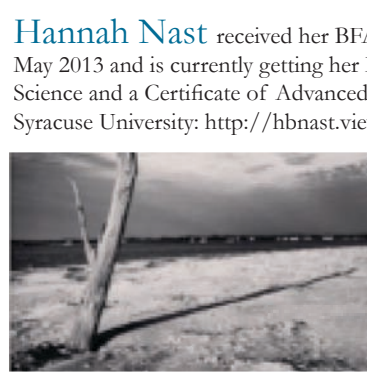 Hannah Nast received her BFA
May 2013 and is currently getting her
Science and a Certificate of Advanced
Syracuse University: http://hbnast.vie